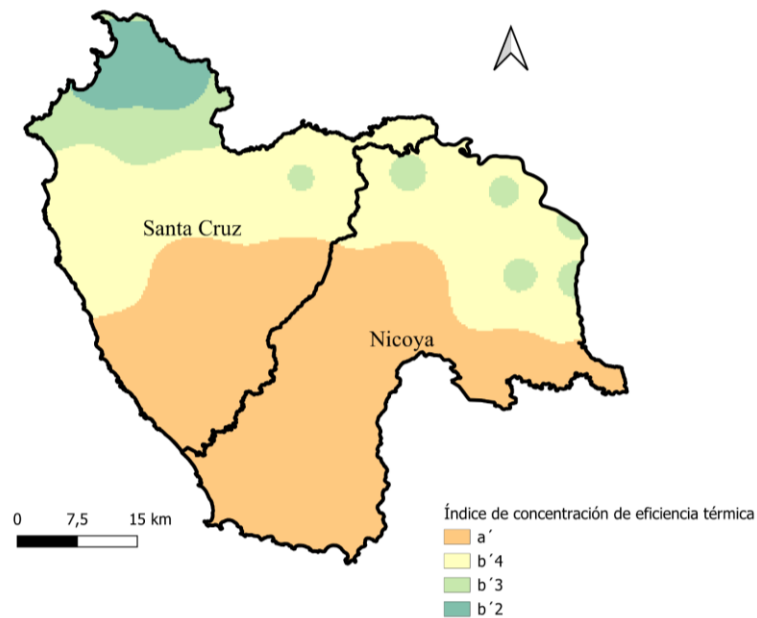 Santa Cruz
Nicoya
0 7,5 15 km
Índice de concentración de eficiencia térmica
a´
b´4
b´3
b´2